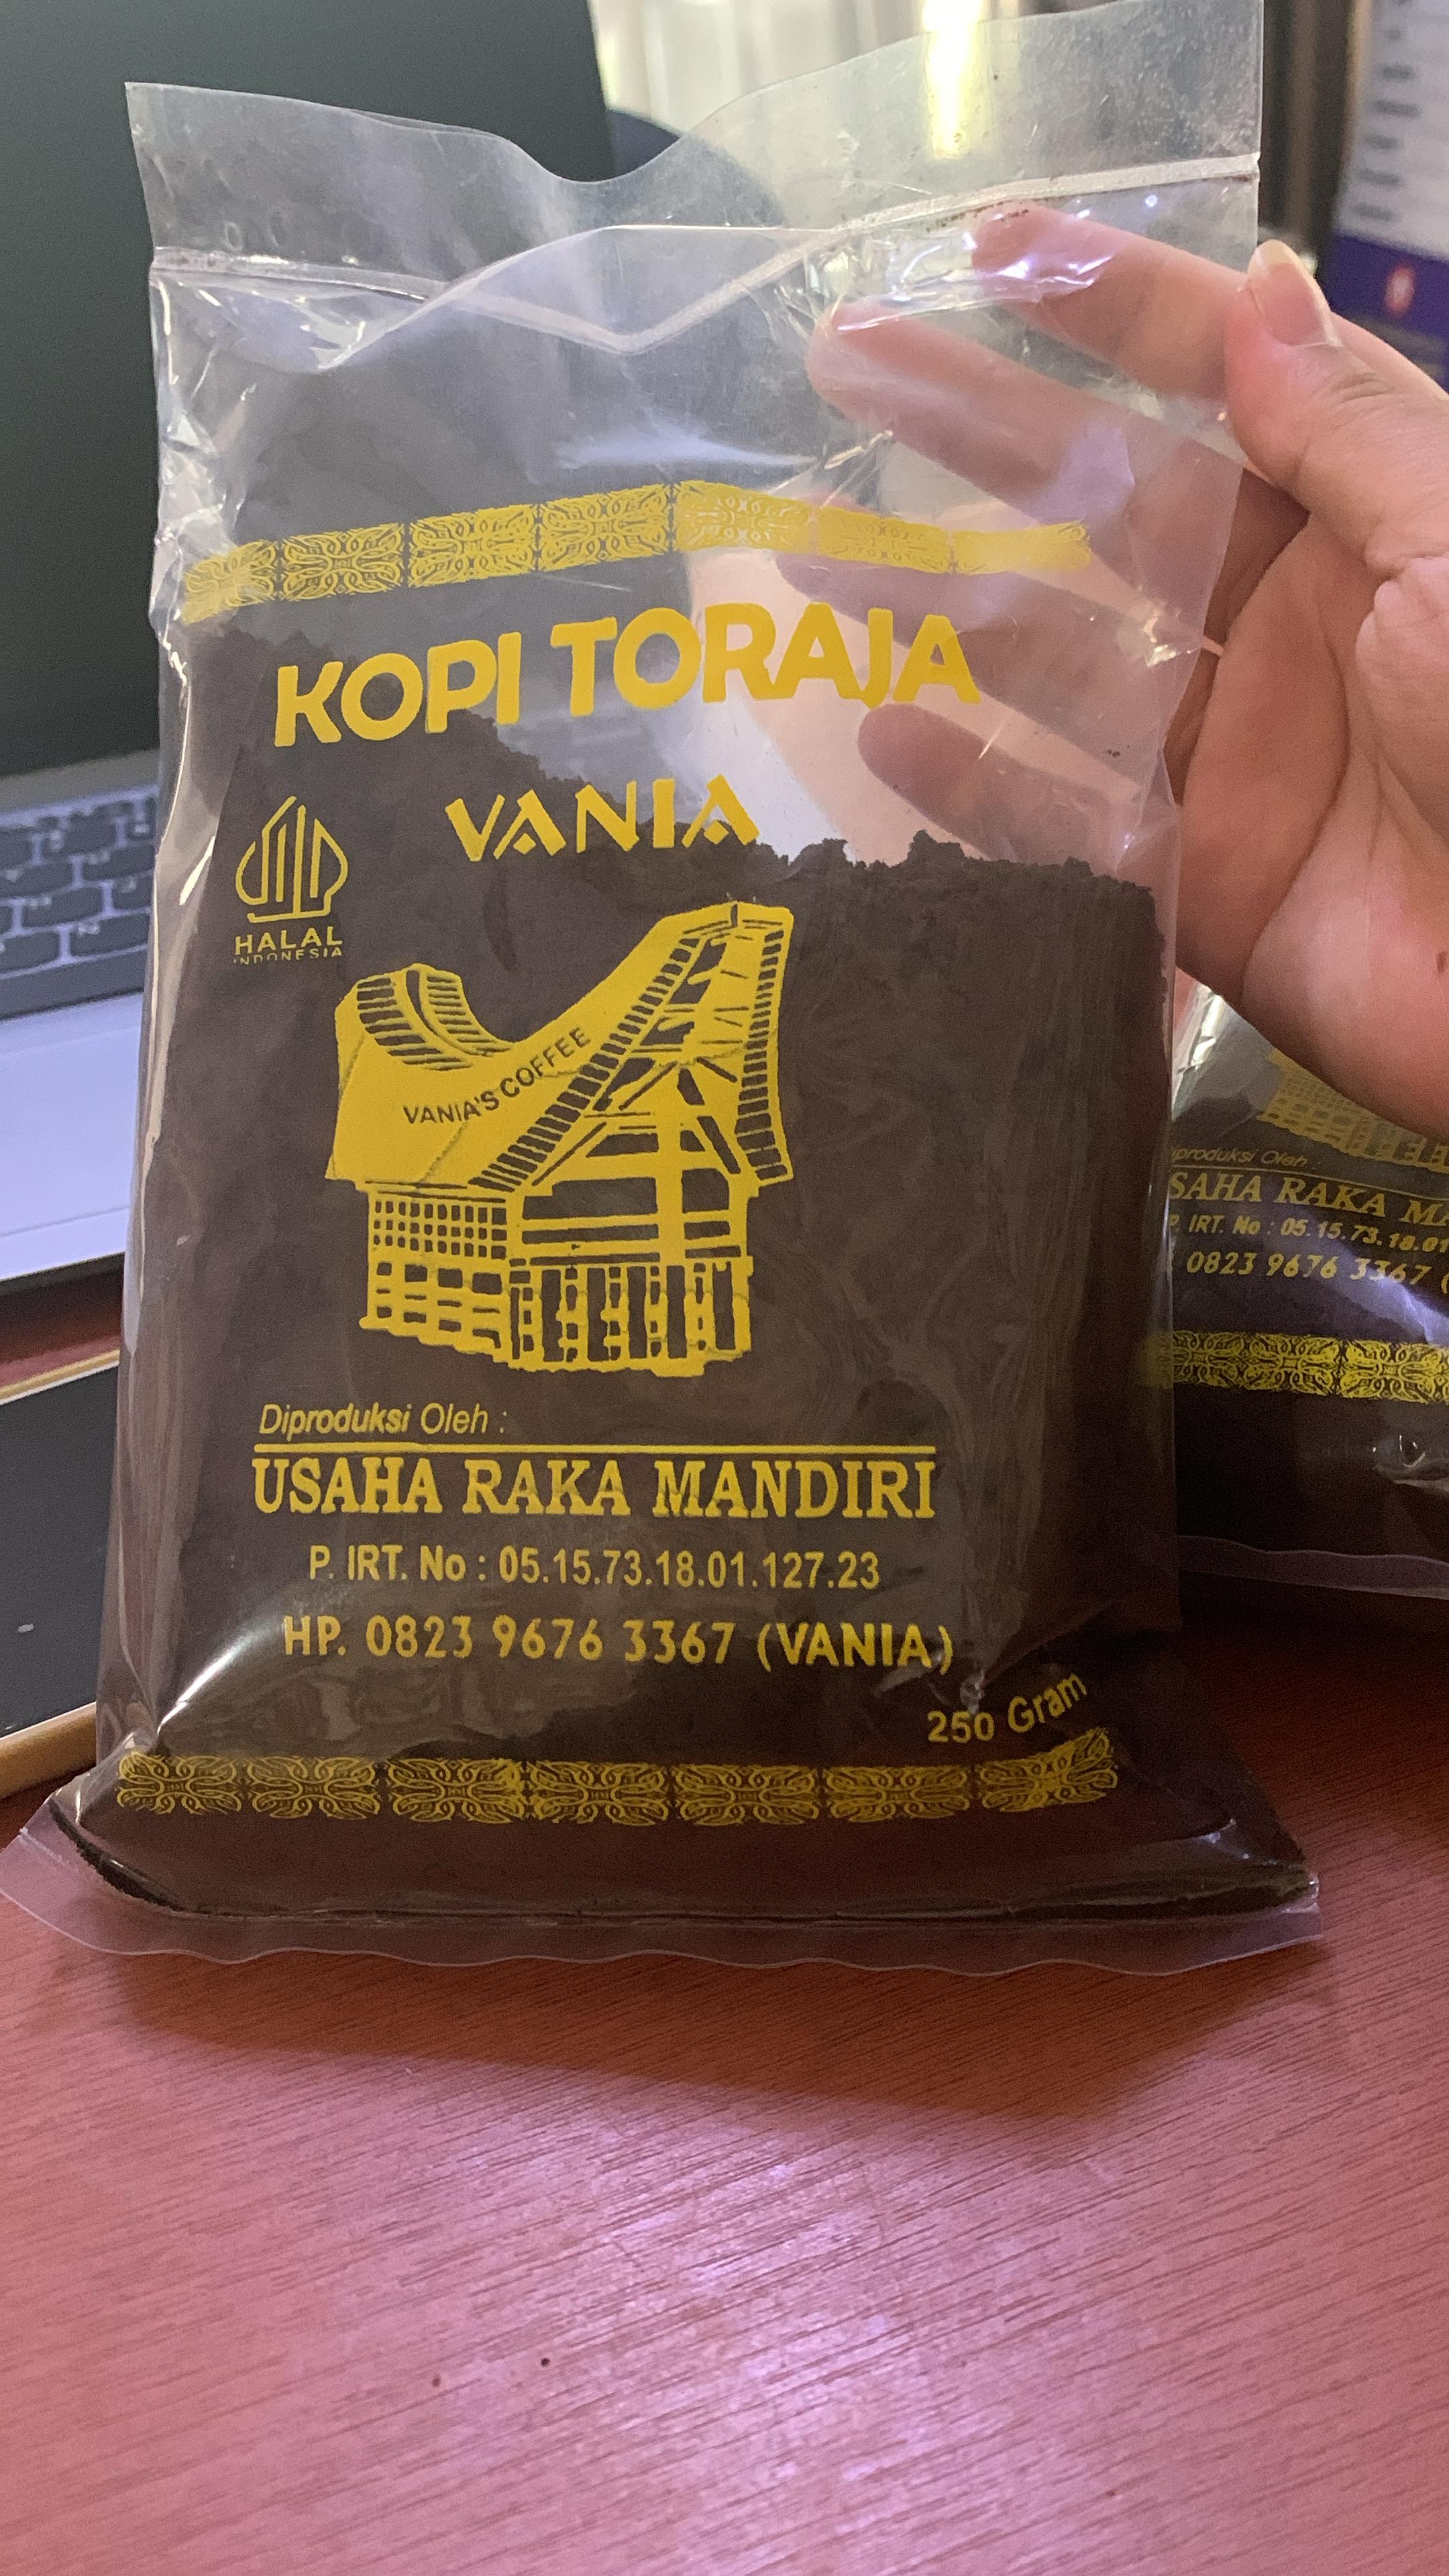 KOPI TORAJA
VANIA
HALAL
INDONESIA
VANIA'S COFFEE
Diproduksi Oleh :
USAHA RAKA MANDIRI
P. IRT. No : 05.15.73.18.01.127.23
HP. 0823 9676 3367 (VANIA)
250 Gram
Diproduksi Oleh :
SAHA RAKA MA
P. IRT. No : 05.15.73.18.01
0823 9676 3367 (